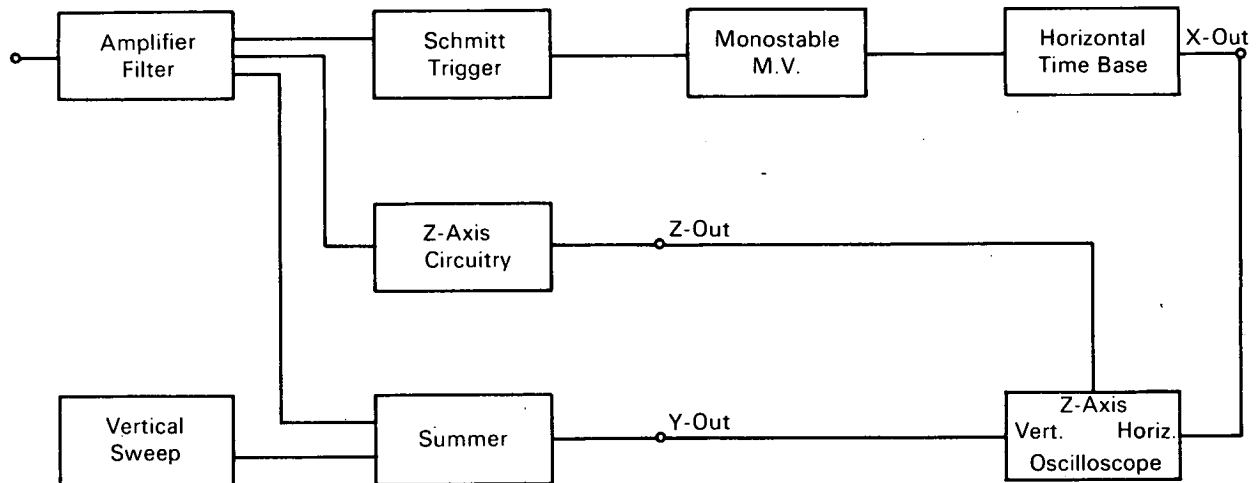 Amplifier
Filter
Schmitt
Trigger
Monostable
M.V.
Horizontal
Time Base
X-Out
Z-Axis
Circuitry
Z-Out
Vertical
Sweep
Summer
Y-Out
Z-Axis
Vert. Horiz.
Oscilloscope